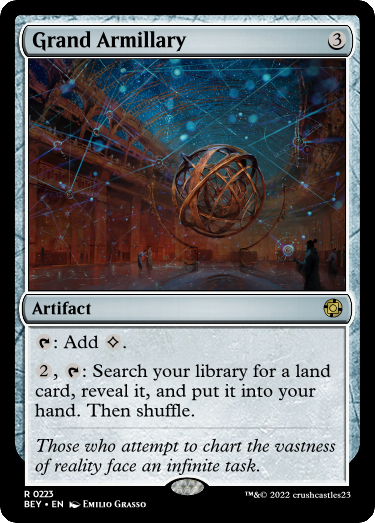 Grand Armillary 3
Artifact
: Add .
2, : Search your library for a land
card, reveal it, and put it into your
hand. Then shuffle.
Those who attempt to chart the vastness
of reality face an infinite task.
R 0223
BEY • EN Emilio Grasso
™&© 2022 crushcastles23